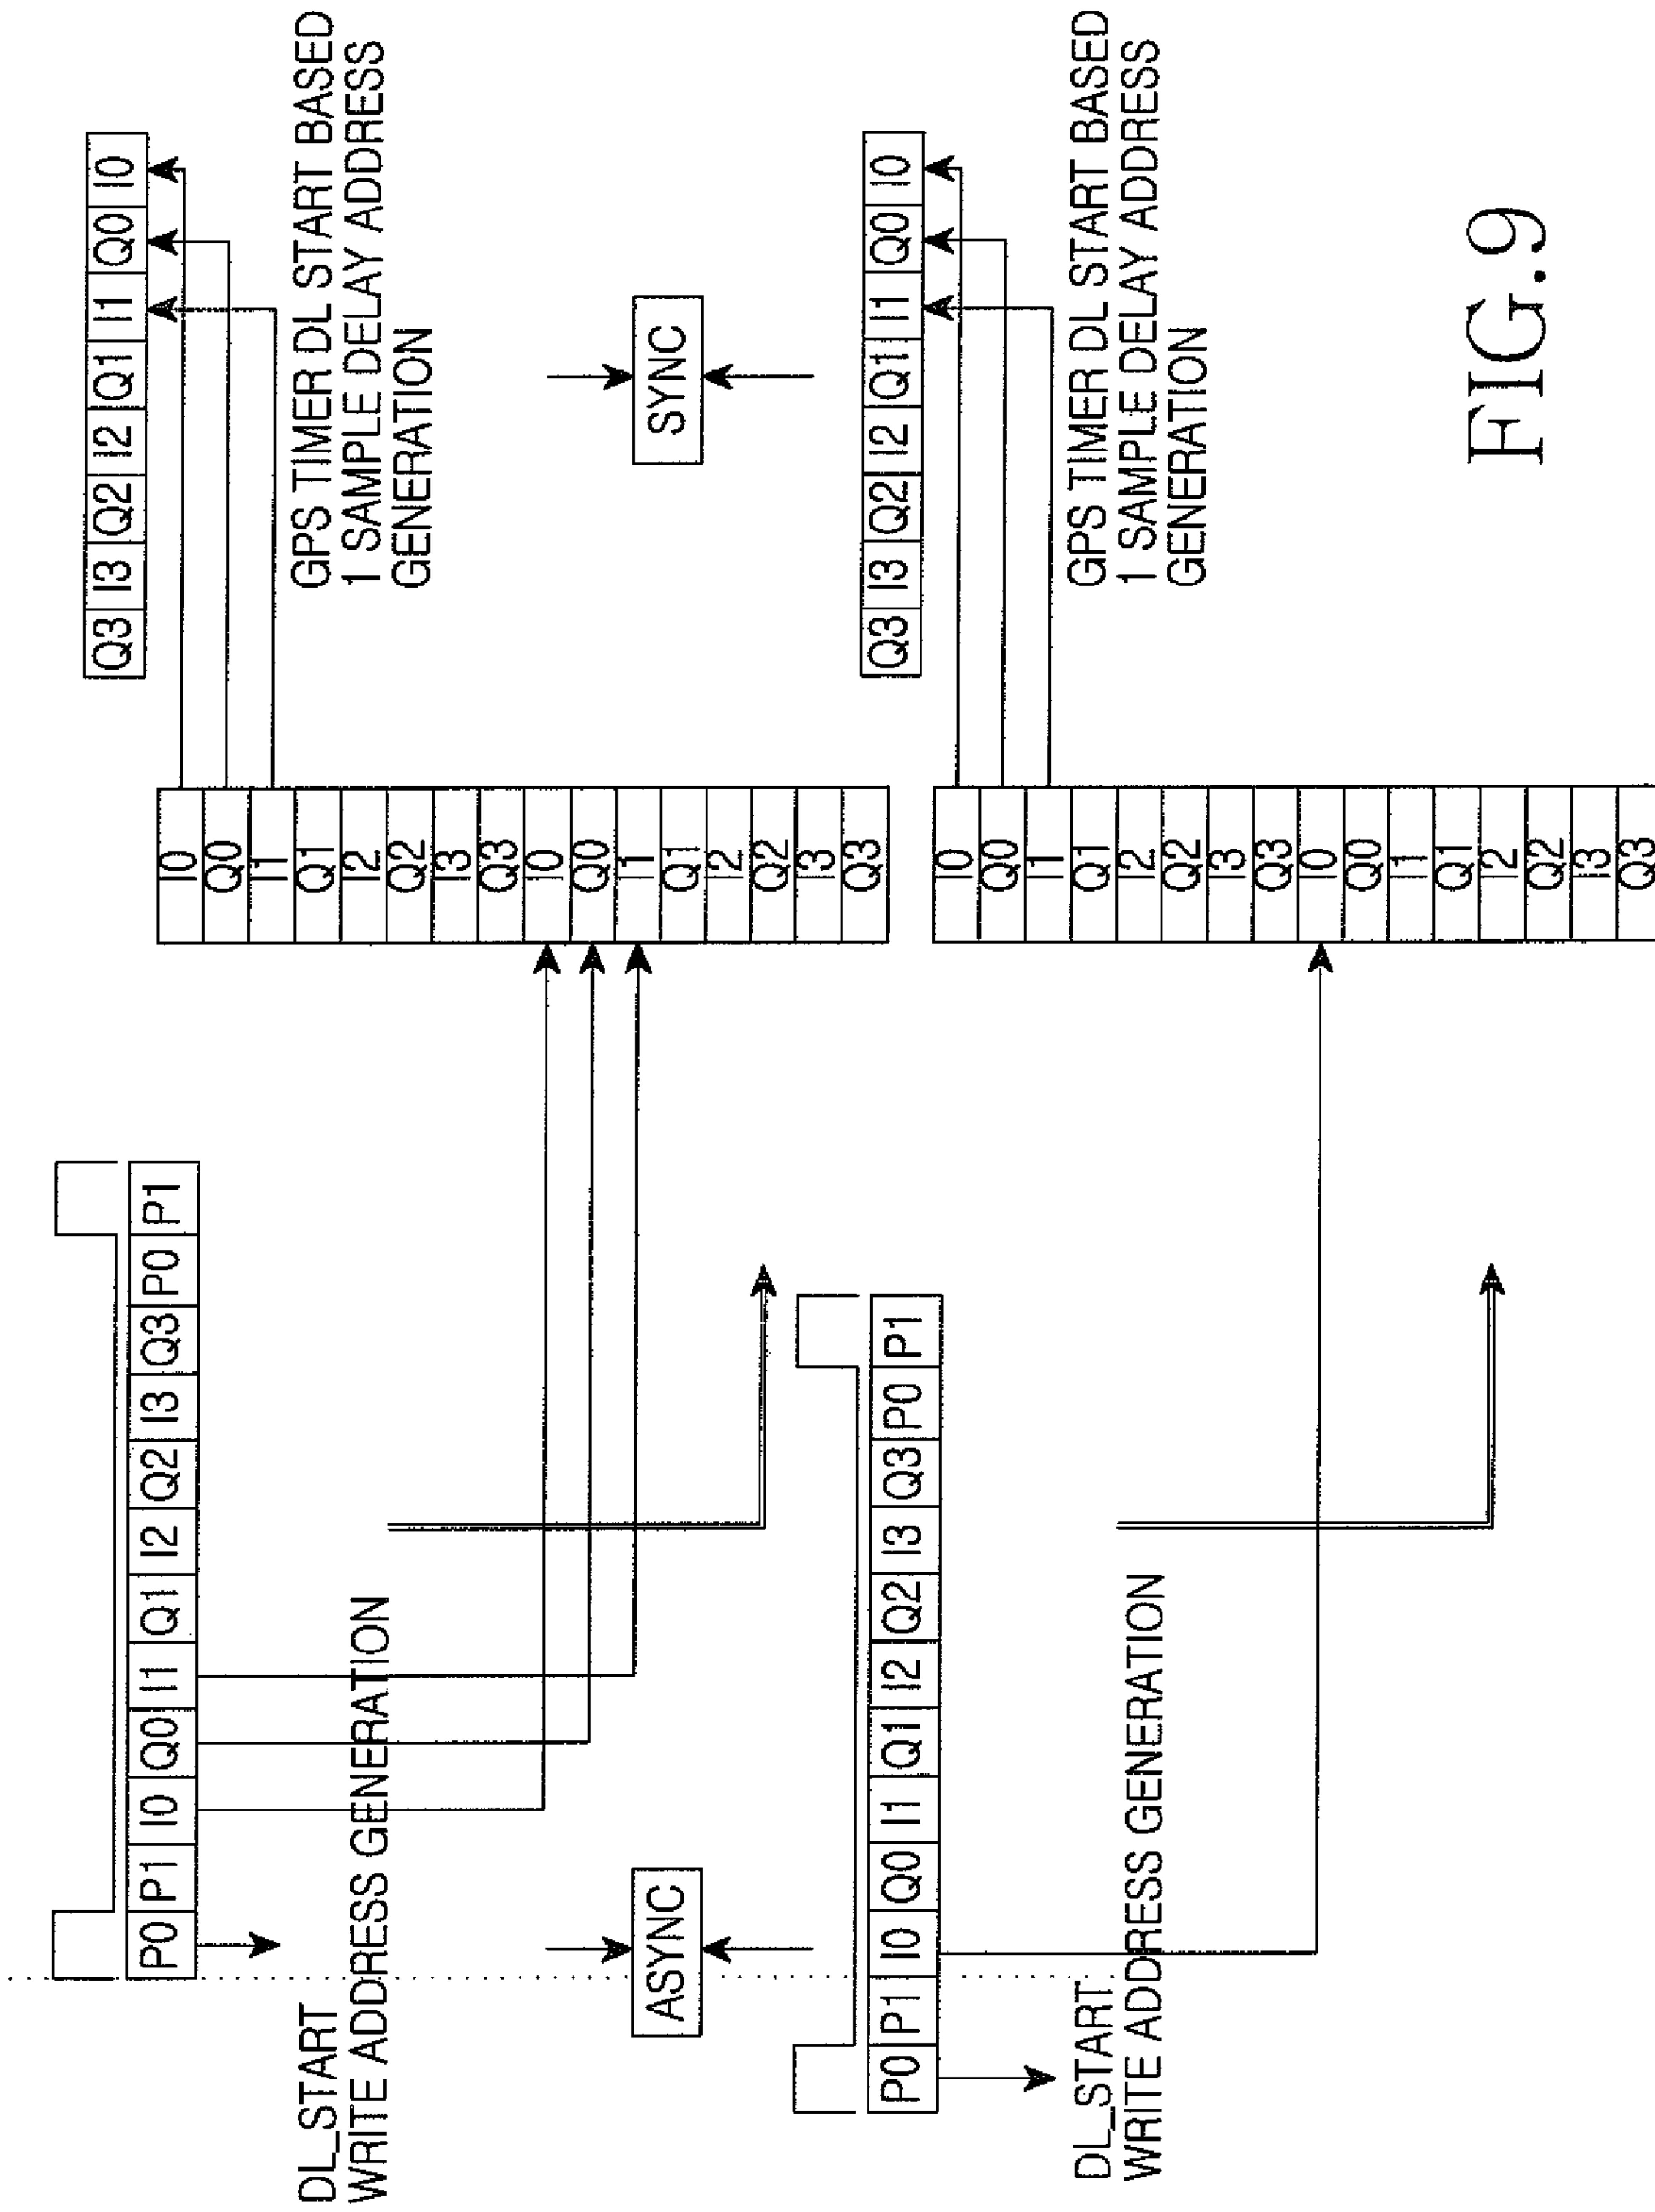 P0 P1 I0 Q0 I1 Q1 I2 Q2 I3 Q3 P0 P1
DL_START
WRITE ADDRESS GENERATION
I0
Q0
I1
Q1
I2
Q2
I3
Q3
I0
Q0
I1
Q1
I2
Q2
I3
Q3
Q3 I3 Q2 I2 Q1 I1 Q0 I0
GPS TIMER DL START BASED
1 SAMPLE DELAY ADDRESS
GENERATION
ASYNC
SYNC
P0 P1 I0 Q0 I1 Q1 I2 Q2 I3 Q3 P0 P1
DL_START
WRITE ADDRESS GENERATION
I0
Q0
I1
Q1
I2
Q2
I3
Q3
I0
Q0
I1
Q1
I2
Q2
I3
Q3
Q3 I3 Q2 I2 Q1 I1 Q0 I0
GPS TIMER DL START BASED
1 SAMPLE DELAY ADDRESS
GENERATION
FIG.9